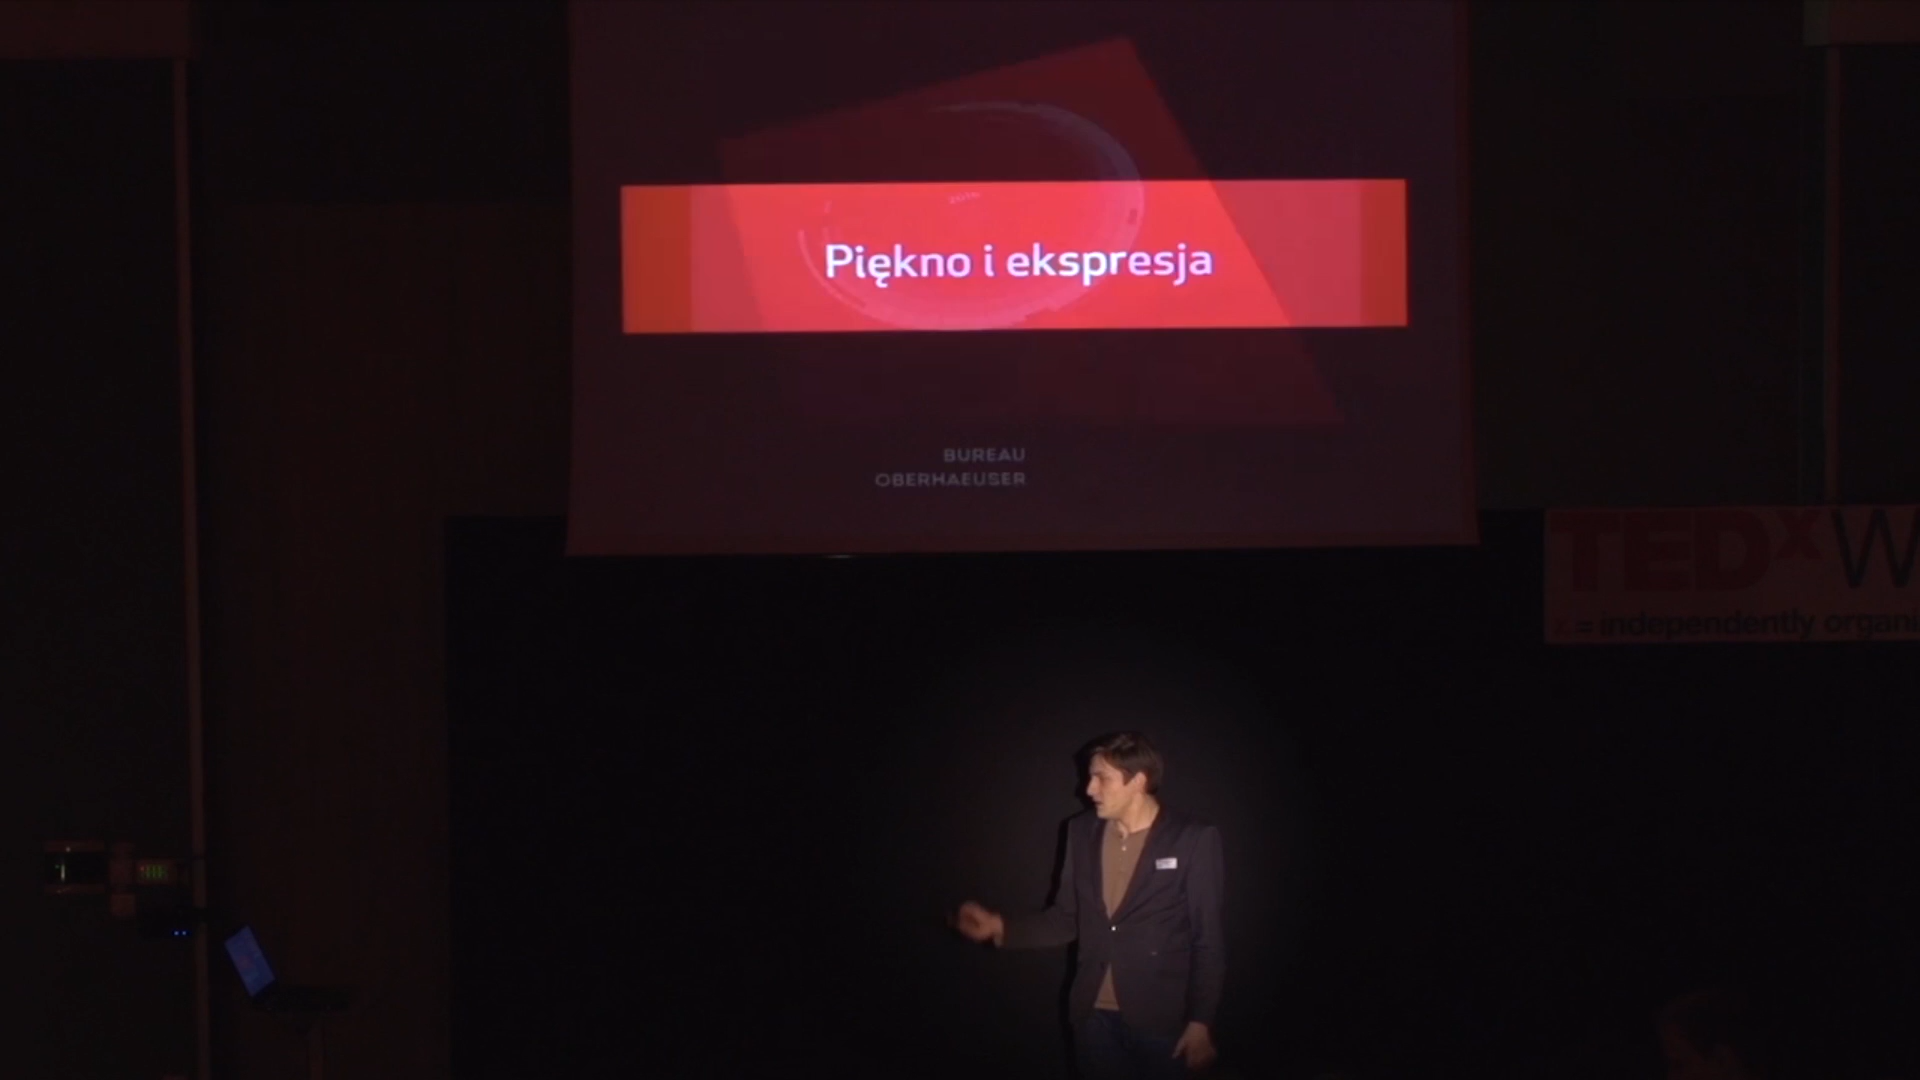 Piękno i ekspresja
BUREAU
OBERHAEUSER
TEDxW
x = independently organi